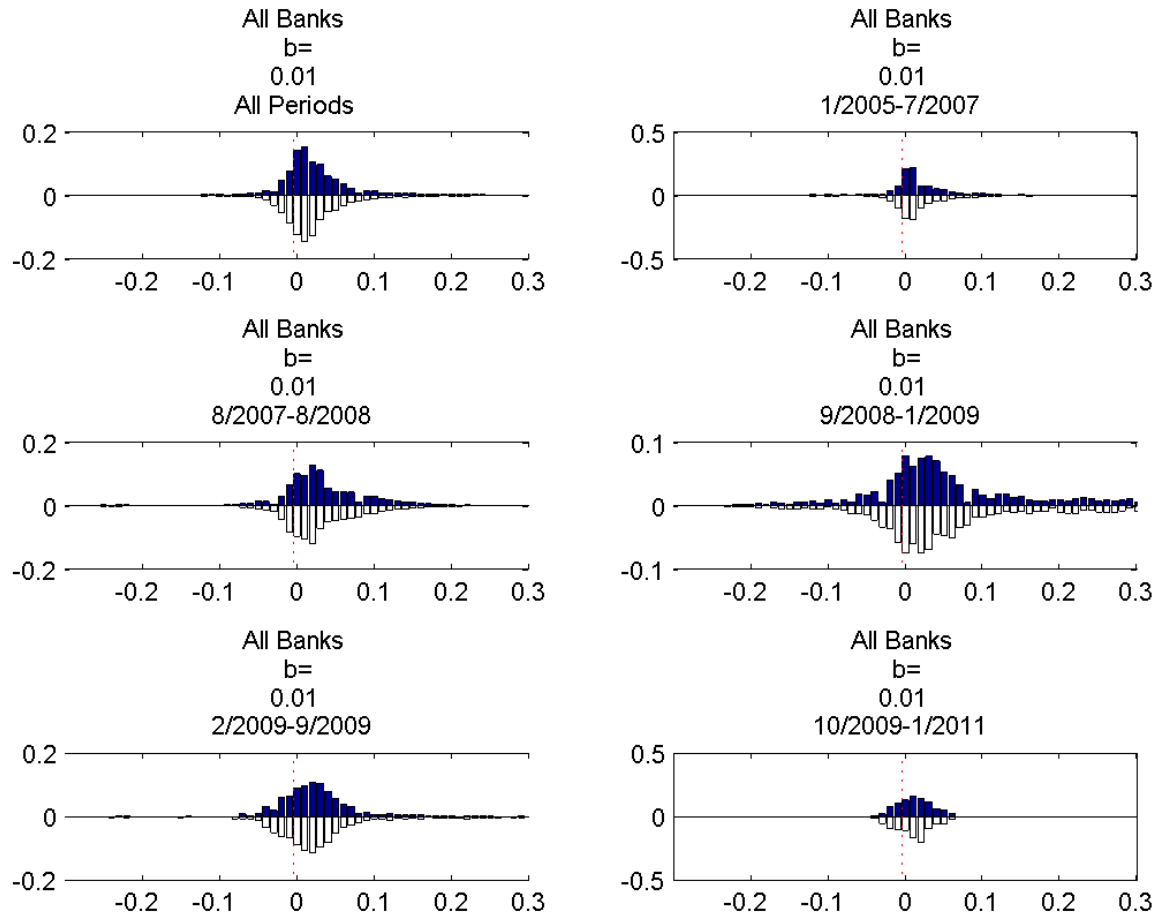 All Banks
b=
0.01
All Periods
0.2
0
-0.2
-0.2 -0.1 0 0.1 0.2 0.3
All Banks
b=
0.01
1/2005-7/2007
0.5
0
-0.5
-0.2 -0.1 0 0.1 0.2 0.3
All Banks
b=
0.01
8/2007-8/2008
0.2
0
-0.2
-0.2 -0.1 0 0.1 0.2 0.3
All Banks
b=
0.01
9/2008-1/2009
0.1
0
-0.1
-0.2 -0.1 0 0.1 0.2 0.3
All Banks
b=
0.01
2/2009-9/2009
0.2
0
-0.2
-0.2 -0.1 0 0.1 0.2 0.3
All Banks
b=
0.01
10/2009-1/2011
0.5
0
-0.5
-0.2 -0.1 0 0.1 0.2 0.3